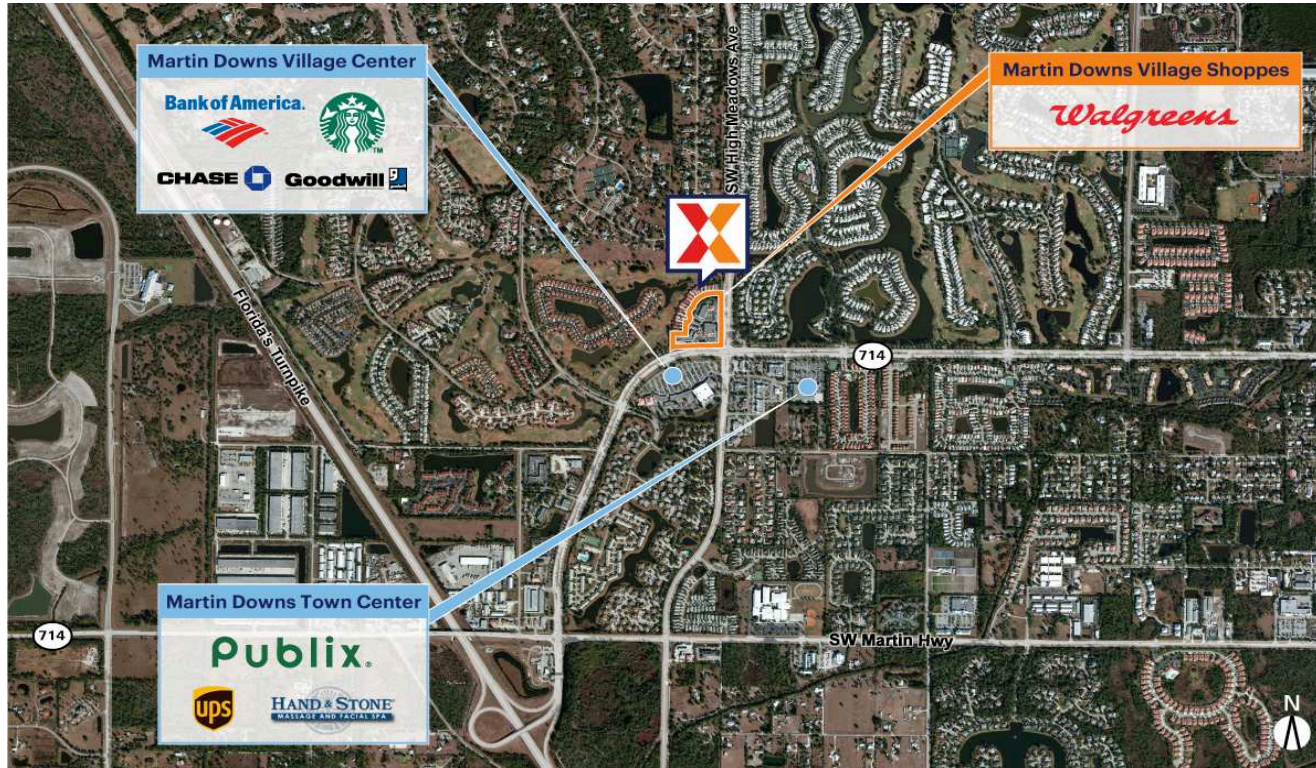 Martin Downs Village Center
Bank of America.
TM
CHASE
Goodwill
g
SW High Meadows Ave
Martin Downs Village Shoppes
Walgreens
Florida's Turnpike
714
Martin Downs Town Center
Publix®
ups
HAND & STONE®
MASSAGE AND FACIAL SPA
714
SW Martin Hwy
N